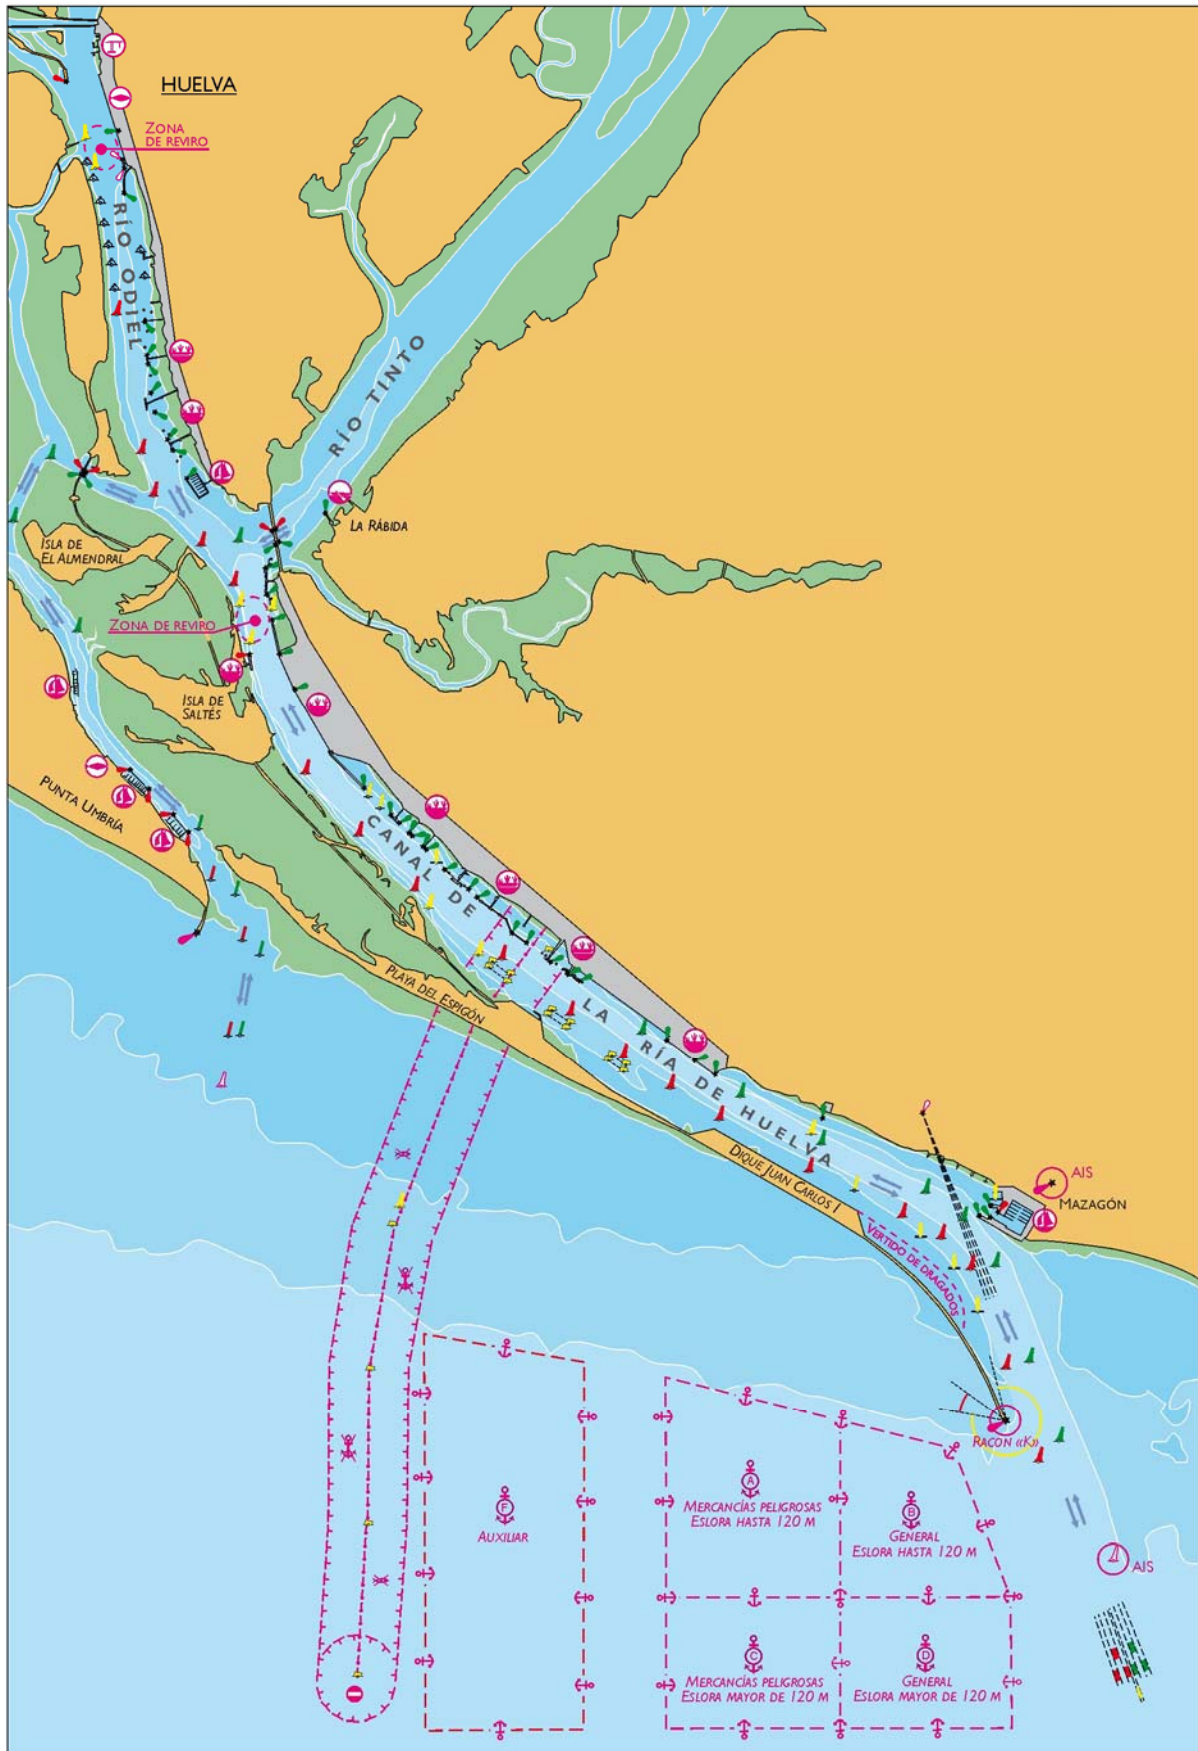 HUELVA
ZONA
DE REVIRO
RÍO ODIEL
RÍO TINTO
LA RÁBIDA
ISLA DE
EL ALMENDRAL
ZONA DE REVIRO
ISLA DE
SALTÉS
PUNTA UMBRÍA
CANAL DE
LA RÍA DE HUELVA
PLAYA DEL ESPIGÓN
DIQUE JUAN CARLOS I
AIS
MAZAGÓN
VERTIDO DE DRAGADOS
RACON «K»
F
AUXILIAR
A
MERCANCÍAS PELIGROSAS
ESLORA HASTA 120 M
B
GENERAL
ESLORA HASTA 120 M
AIS
C
MERCANCÍAS PELIGROSAS
ESLORA MAYOR DE 120 M
D
GENERAL
ESLORA MAYOR DE 120 M